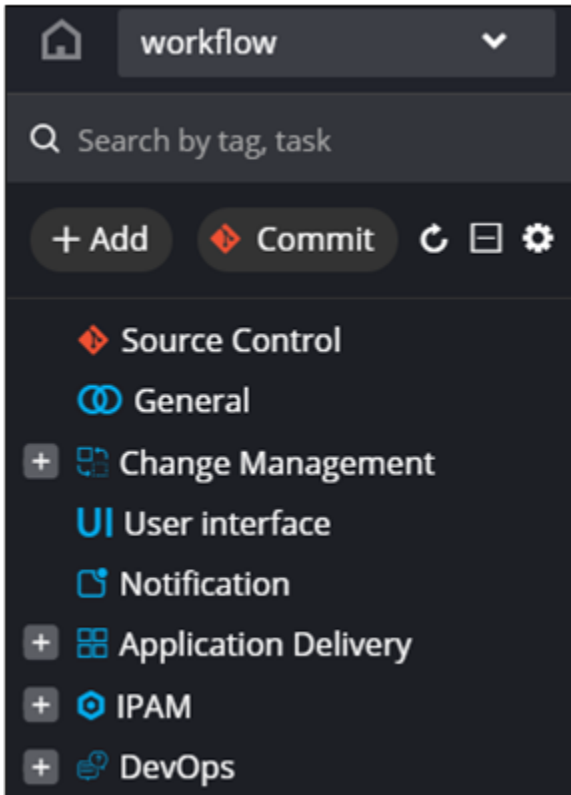 workflow
Search by tag, task
+ Add Commit
Source Control
General
Change Management
UI User interface
Notification
Application Delivery
IPAM
DevOps